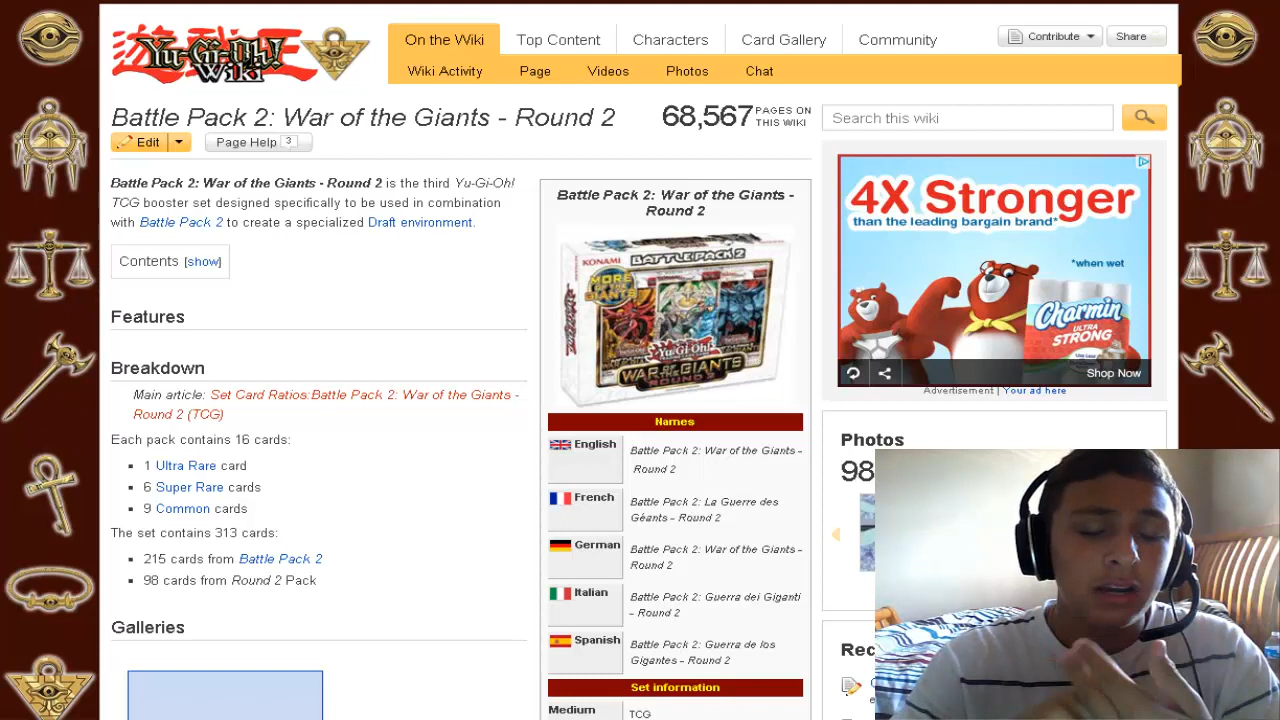 遊戯王
Yu-Gi-Oh!
Wiki
On the Wiki
Top Content
Characters
Card Gallery
Community
Contribute
Share
Wiki Activity
Page
Videos
Photos
Chat
Battle Pack 2: War of the Giants - Round 2
68,567 PAGES ON THIS WIKI
Search this wiki
Edit
Page Help 3
Battle Pack 2: War of the Giants - Round 2 is the third Yu-Gi-Oh!
TCG booster set designed specifically to be used in combination
with Battle Pack 2 to create a specialized Draft environment.
Contents [show]
Features
Breakdown
Main article: Set Card Ratios:Battle Pack 2: War of the Giants -
Round 2 (TCG)
Each pack contains 16 cards:
1 Ultra Rare card
6 Super Rare cards
9 Common cards
The set contains 313 cards:
215 cards from Battle Pack 2
98 cards from Round 2 Pack
Galleries
Battle Pack 2: War of the Giants -
Round 2
KONAMI
BATTLE PACK 2
MORE
GIANTS
Yu-Gi-Oh!
WAR OF THE GIANTS
Names
English
Battle Pack 2: War of the Giants -
Round 2
French
Battle Pack 2: La Guerre des
Géants - Round 2
German
Battle Pack 2: War of the Giants -
Round 2
Italian
Battle Pack 2: Guerra dei Giganti
- Round 2
Spanish
Battle Pack 2: Guerra de los
Gigantes - Round 2
Set information
Medium
TCG
4X Stronger
than the leading bargain brand*
*when wet
Charmin
ULTRA
STRONG
Shop Now
Advertisement | Your ad here
Photos
98
Rec